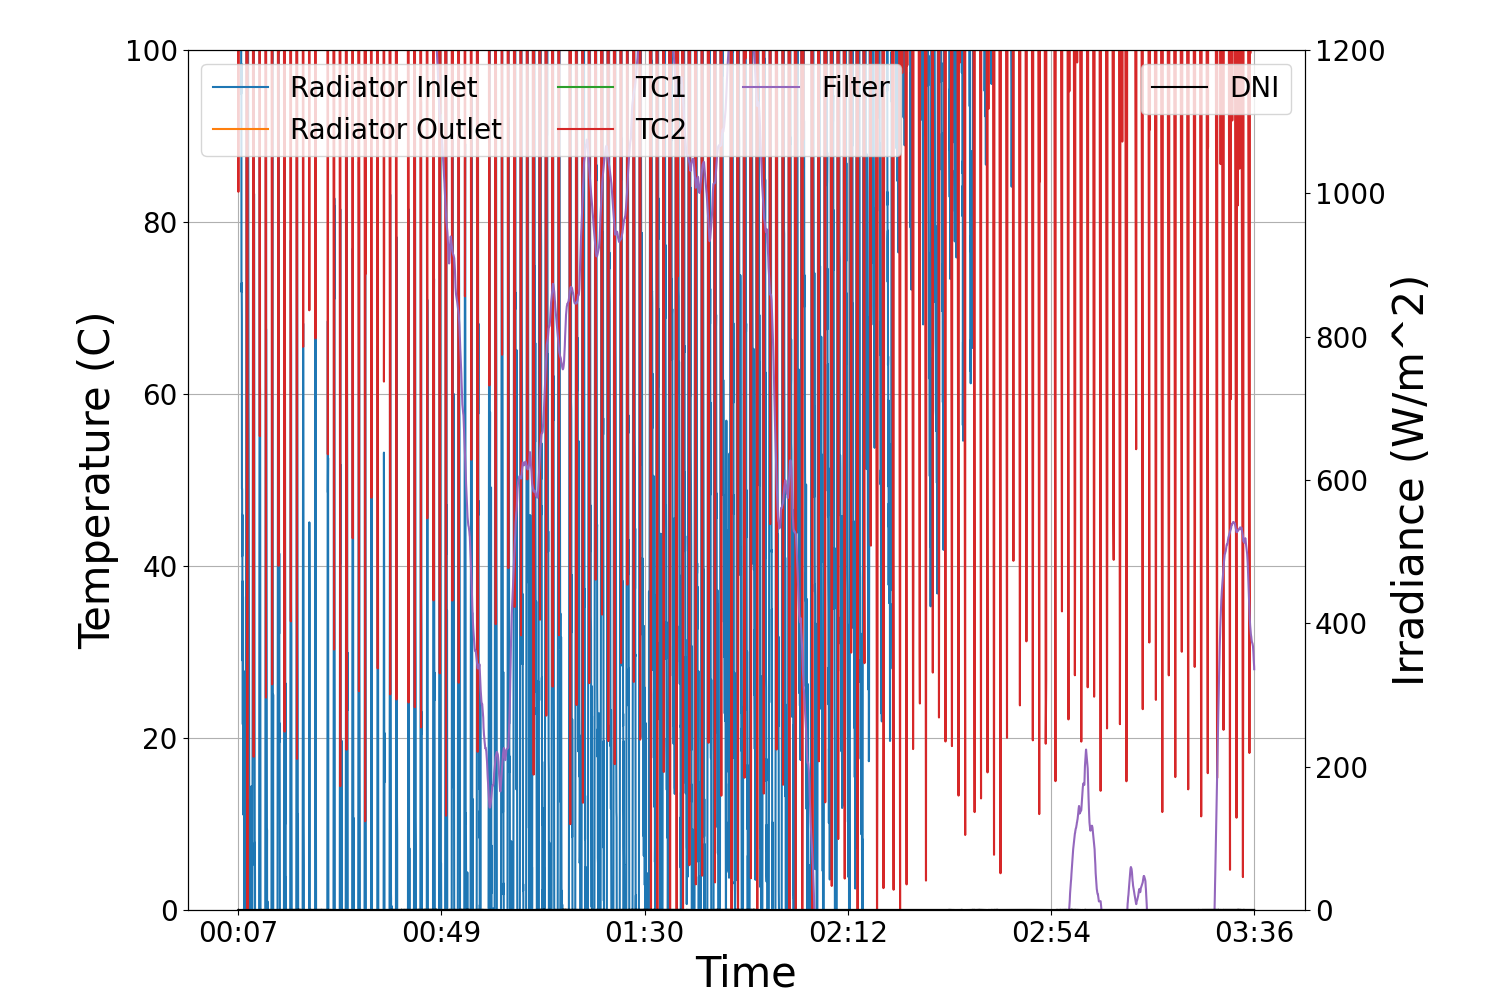 100
80
60
40
20
0
Temperature (C)
Radiator Inlet
Radiator Outlet
TC1
TC2
Filter
DNI
1200
1000
800
600
400
200
0
Irradiance (W/m^2)
00:07
00:49
01:30
02:12
02:54
03:36
Time